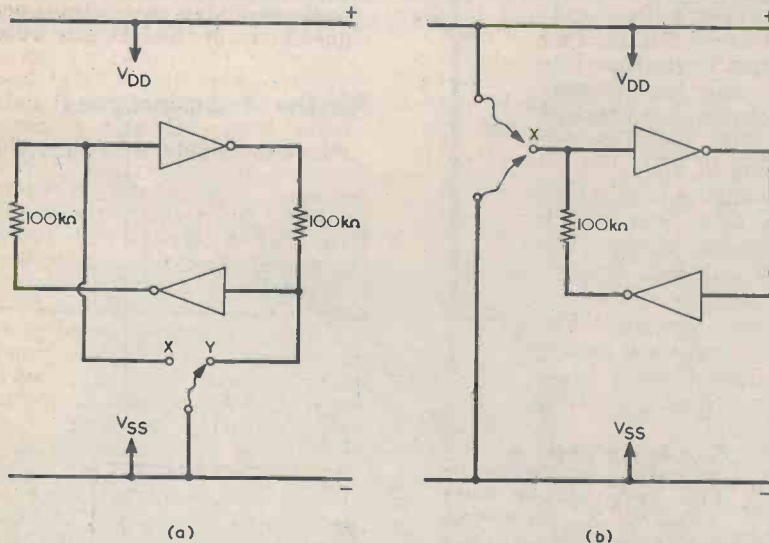 +
V_DD
100kΩ
100kΩ
X Y
V_SS
−
(a)
+
V_DD
X
100kΩ
V_SS
−
(b)